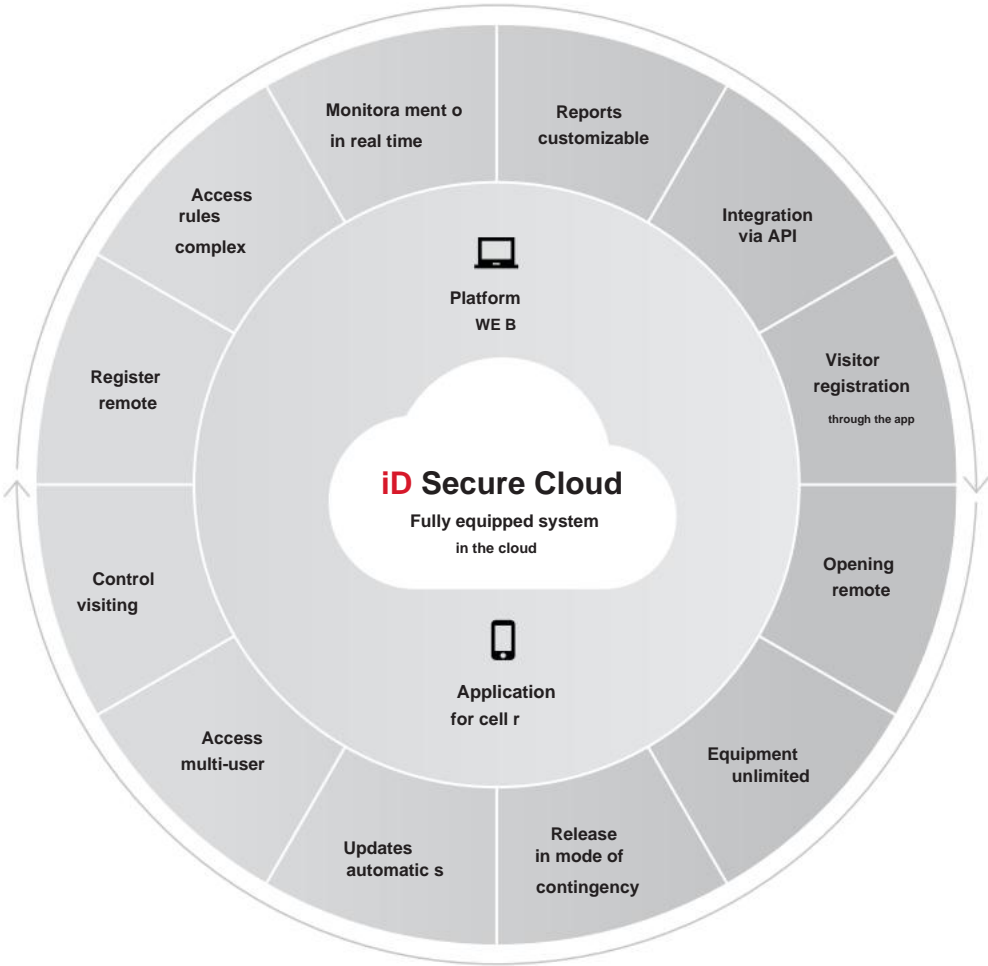 Monitora ment o
in real time
Reports
customizable
Access
rules
complex
Integration
via API
Platform
WE B
Register
remote
Visitor
registration
through the app
iD Secure Cloud
Fully equipped system
in the cloud
Control
visiting
Opening
remote
Application
for cell r
Access
multi-user
Equipment
unlimited
Updates
automatic s
Release
in mode of
contingency